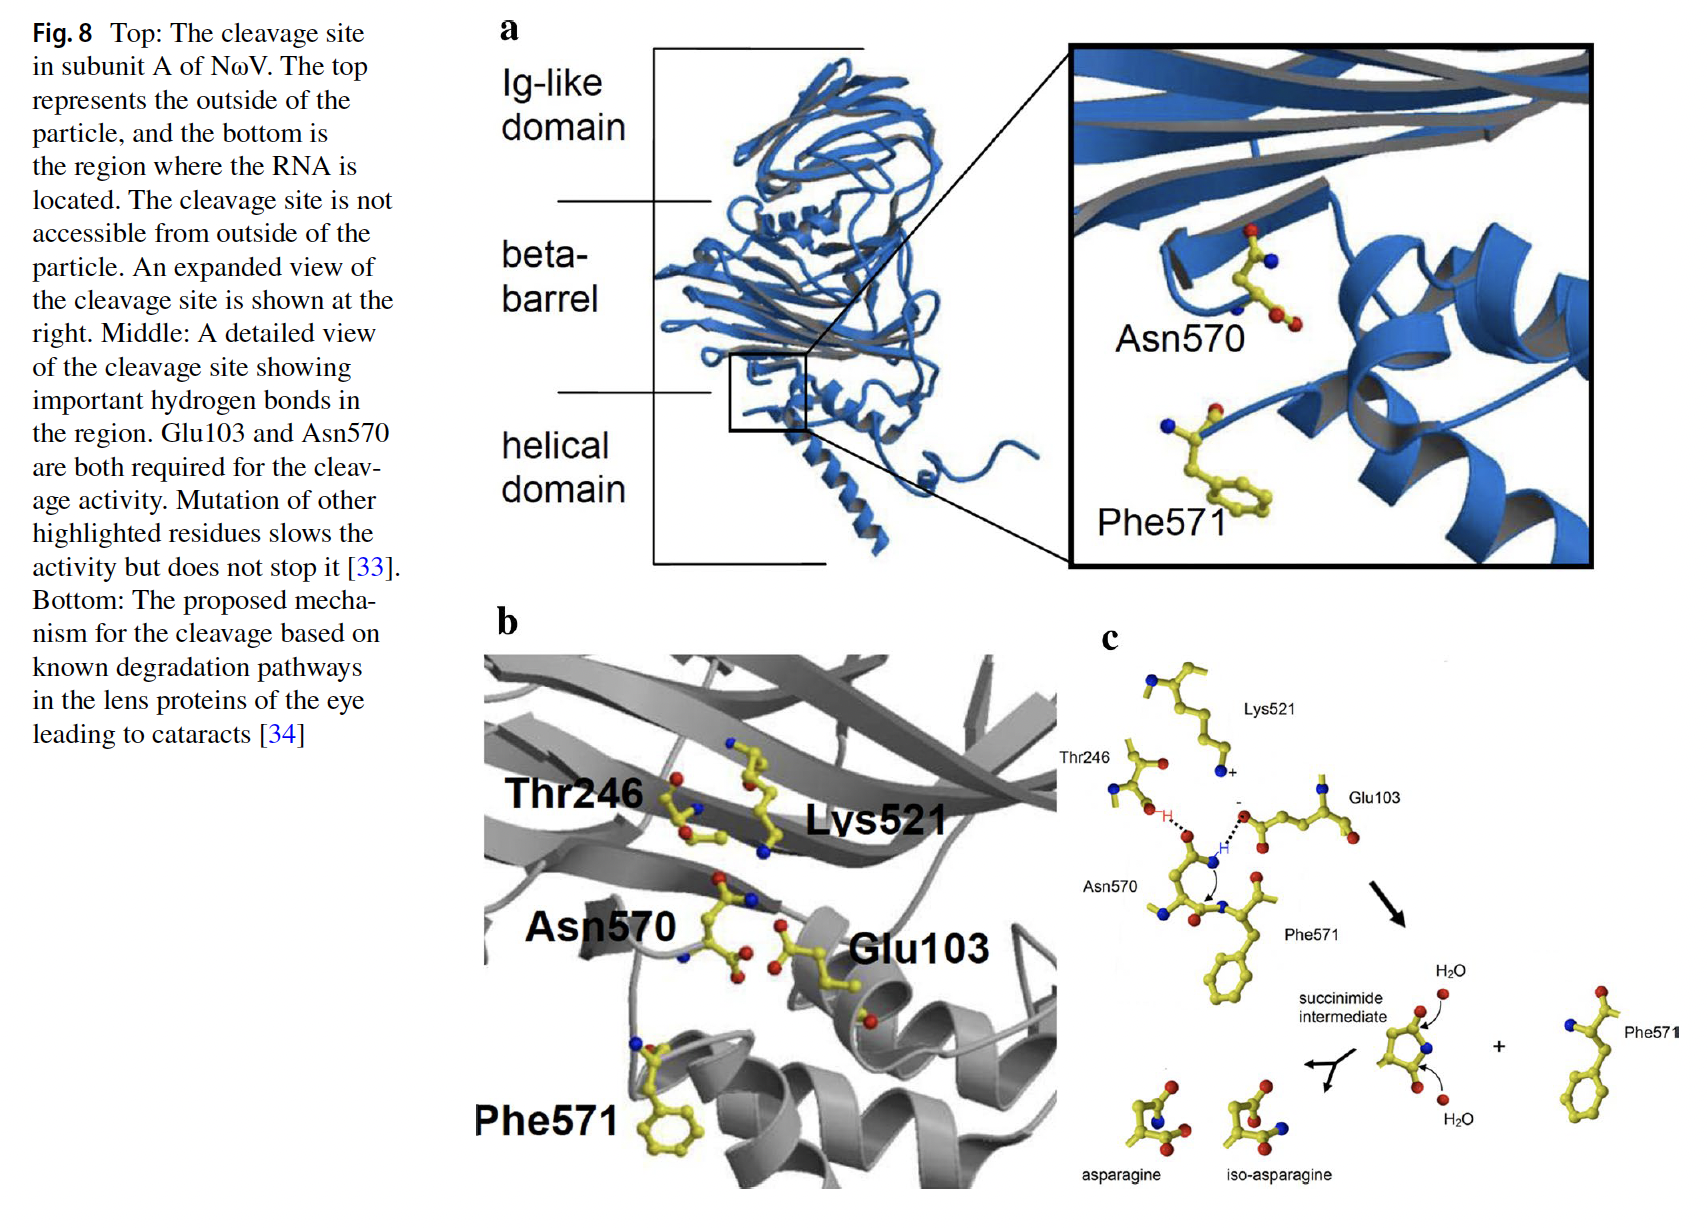 Fig. 8 Top: The cleavage site
in subunit A of NωV. The top
represents the outside of the
particle, and the bottom is
the region where the RNA is
located. The cleavage site is not
accessible from outside of the
particle. An expanded view of
the cleavage site is shown at the
right. Middle: A detailed view
of the cleavage site showing
important hydrogen bonds in
the region. Glu103 and Asn570
are both required for the cleav-
age activity. Mutation of other
highlighted residues slows the
activity but does not stop it [33].
Bottom: The proposed mecha-
nism for the cleavage based on
known degradation pathways
in the lens proteins of the eye
leading to cataracts [34]
a
Ig-like
domain
beta-
barrel
helical
domain
Asn570
Phe571
b
Thr246
Lys521
Asn570
Glu103
Phe571
c
Lys521
Thr246
+
-
Glu103
H
H
Asn570
Phe571
H₂O
succinimide
intermediate
+
Phe571
H₂O
asparagine
iso-asparagine